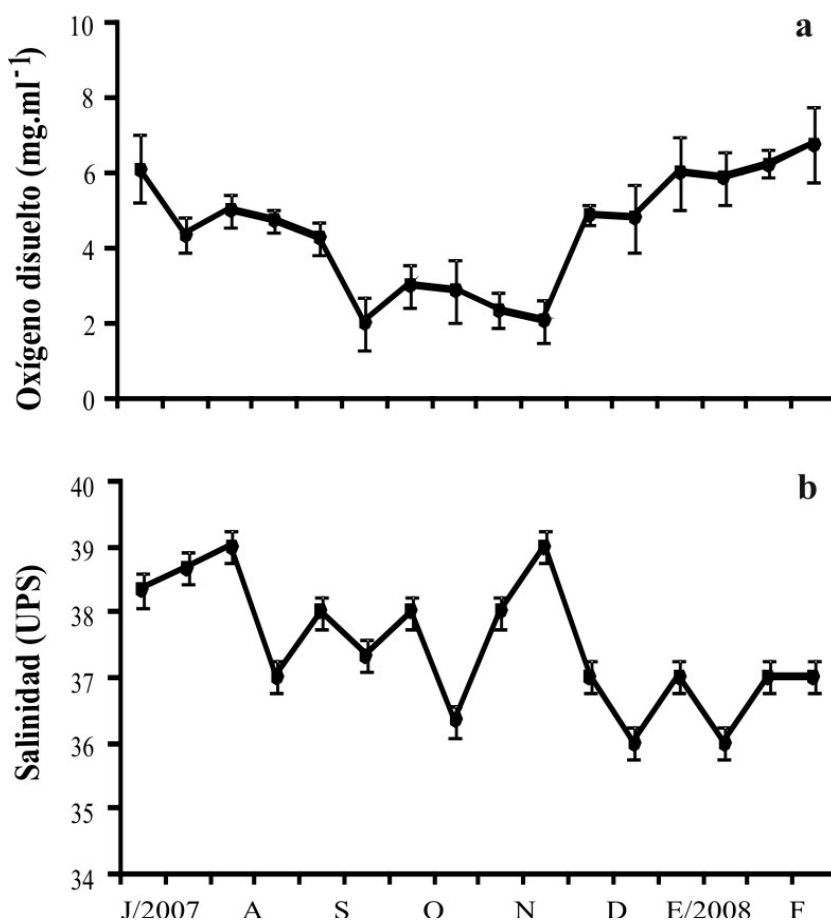 a
Oxígeno disuelto (mg.ml⁻¹)
10
8
6
4
2
0
b
Salinidad (UPS)
40
39
38
37
36
35
34
J/2007 A S O N D E/2008 F